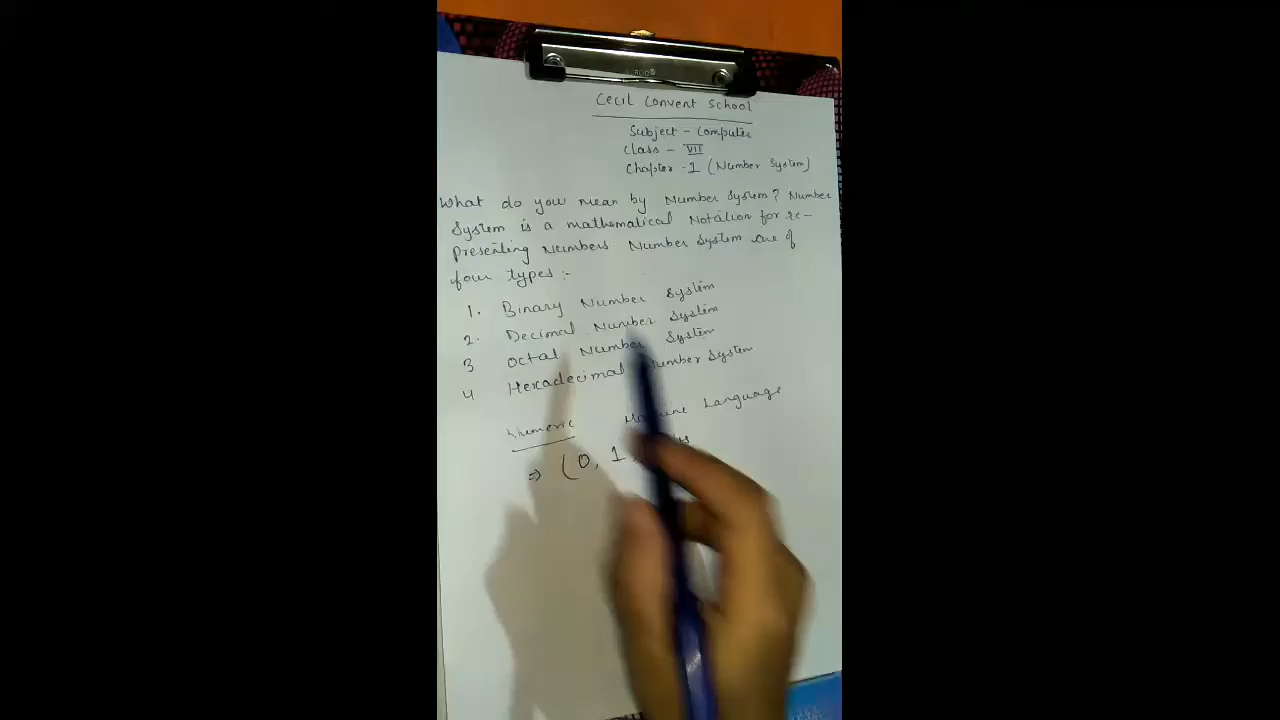 Cecil Convent School
Subject - Computer
Class - VII
Chapter - 1 (Number System)
What do you mean by Number System? Number
System is a mathematical Notation for re-
presenting Numbers Number System are of
four types :-
1. Binary Number System
2. Decimal Number System
3 Octal Number System
4 Hexadecimal Number System
Numeric Language
⇒ (0, 1